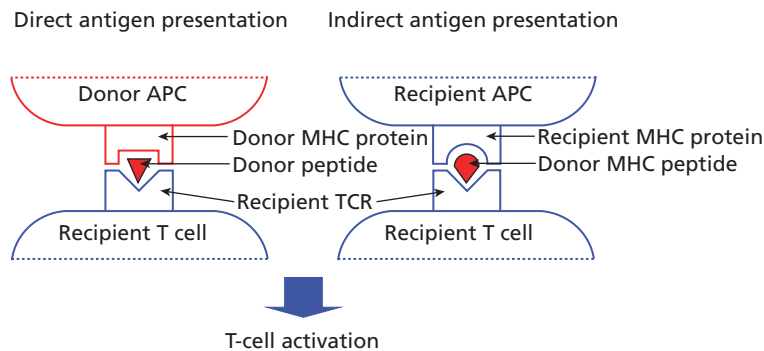 Direct antigen presentation
Indirect antigen presentation
Donor APC
Recipient APC
Donor MHC protein
Recipient MHC protein
Donor peptide
Donor MHC peptide
Recipient TCR
Recipient T cell
Recipient T cell
T-cell activation